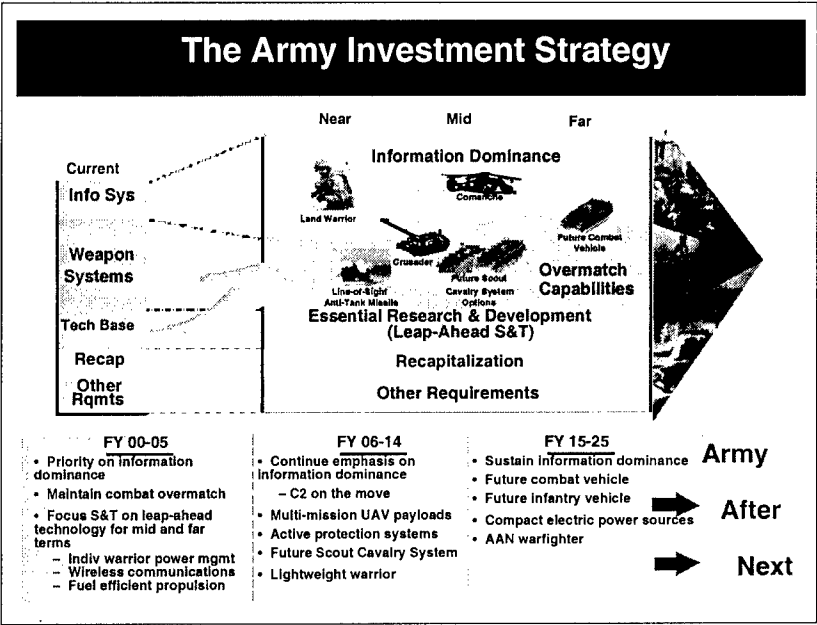 The Army Investment Strategy
Near Mid Far
Current
Info Sys
Weapon
Systems
Tech Base
Recap
Other
Rqmts
Information Dominance
Land Warrior
Comanche
Future Combat
Vehicle
Crusader
Line-of-Sight
Anti-Tank Missile
Future Scout
Cavalry System
Options
Overmatch
Capabilities
Essential Research & Development
(Leap-Ahead S&T)
Recapitalization
Other Requirements
FY 00-05
• Priority on information
dominance
• Maintain combat overmatch
• Focus S&T on leap-ahead
technology for mid and far
terms
– Indiv warrior power mgmt
– Wireless communications
– Fuel efficient propulsion
FY 06-14
• Continue emphasis on
information dominance
– C2 on the move
• Multi-mission UAV payloads
• Active protection systems
• Future Scout Cavalry System
• Lightweight warrior
FY 15-25
• Sustain information dominance
• Future combat vehicle
• Future infantry vehicle
• Compact electric power sources
• AAN warfighter
Army
After
Next